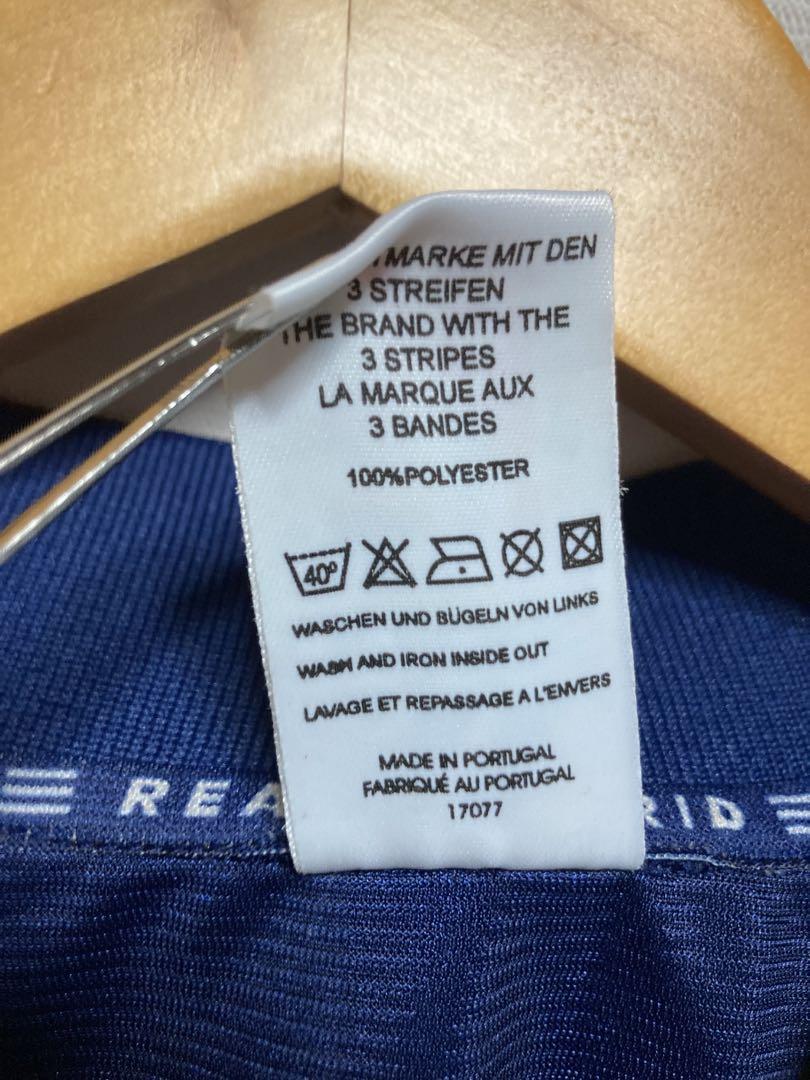 MARKE MIT DEN
3 STREIFEN
THE BRAND WITH THE
3 STRIPES
LA MARQUE AUX
3 BANDES
100%POLYESTER
40º
WASCHEN UND BÜGELN VON LINKS
WASH AND IRON INSIDE OUT
LAVAGE ET REPASSAGE A L'ENVERS
MADE IN PORTUGAL
FABRIQUÉ AU PORTUGAL
17077
REA RID